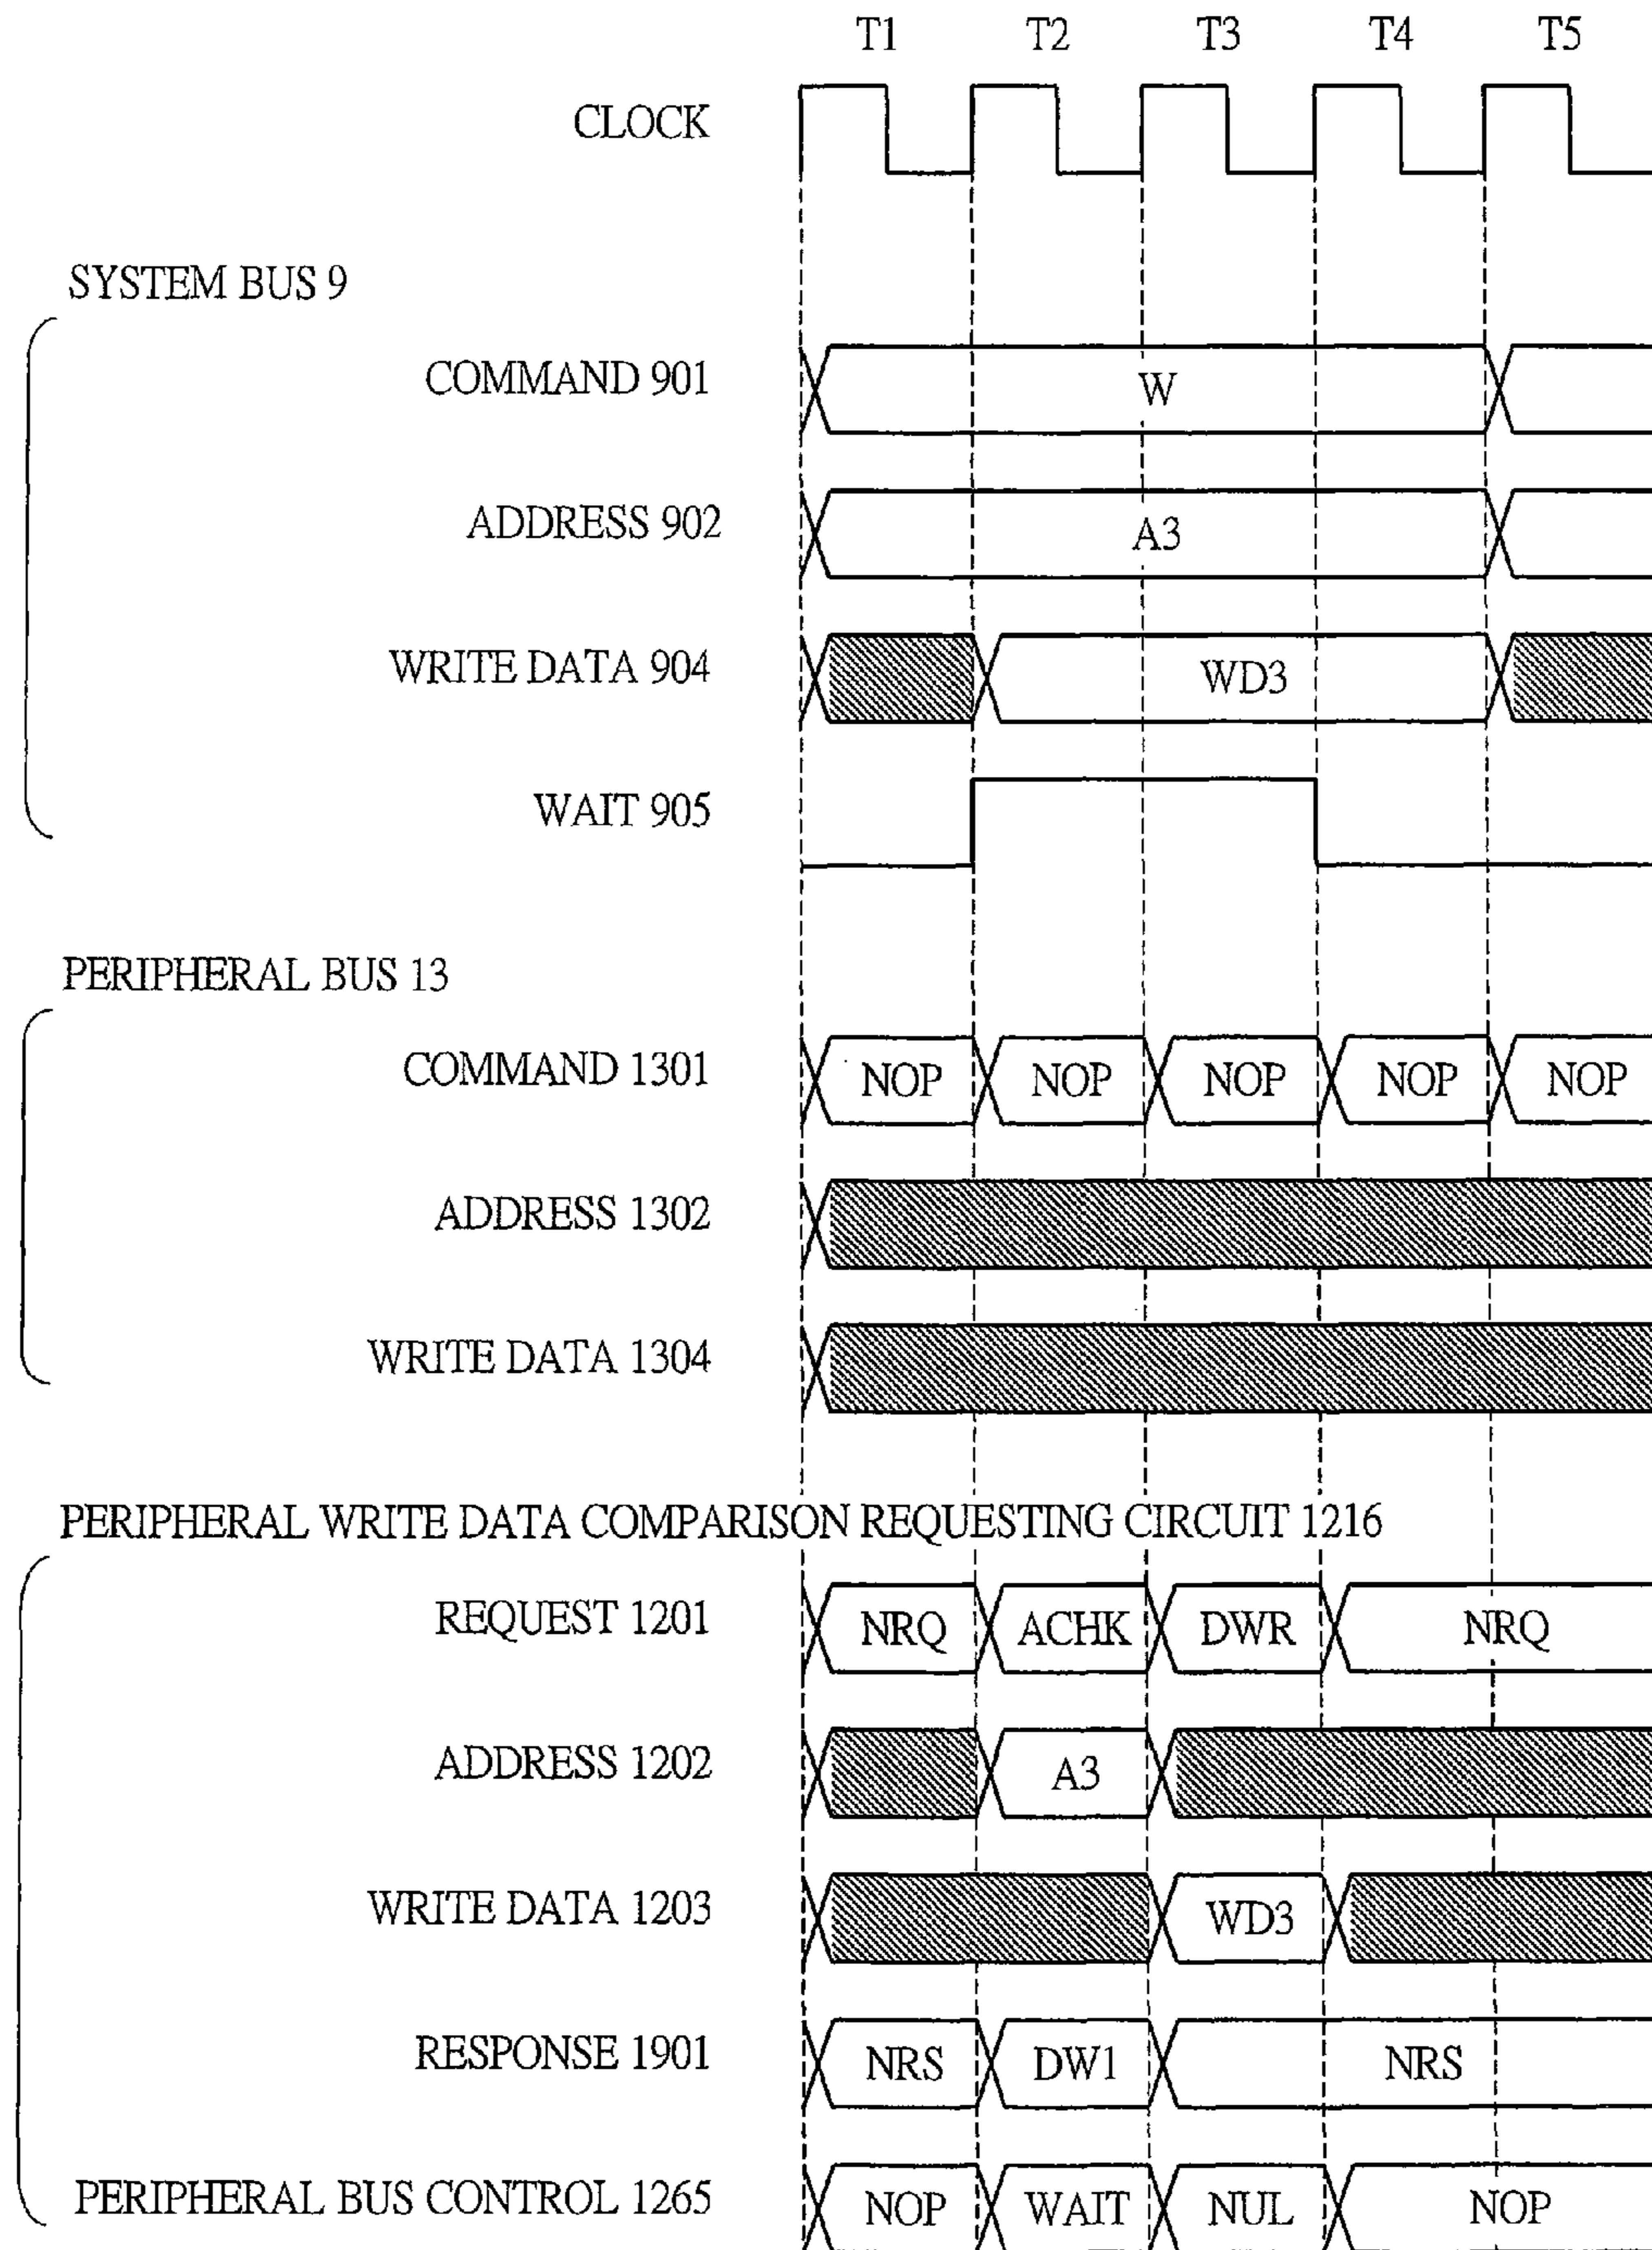 T1 T2 T3 T4 T5
CLOCK
SYSTEM BUS 9
COMMAND 901 W
ADDRESS 902 A3
WRITE DATA 904 WD3
WAIT 905
PERIPHERAL BUS 13
COMMAND 1301 NOP NOP NOP NOP NOP
ADDRESS 1302
WRITE DATA 1304
PERIPHERAL WRITE DATA COMPARISON REQUESTING CIRCUIT 1216
REQUEST 1201 NRQ ACHK DWR NRQ
ADDRESS 1202 A3
WRITE DATA 1203 WD3
RESPONSE 1901 NRS DW1 NRS
PERIPHERAL BUS CONTROL 1265 NOP WAIT NUL NOP